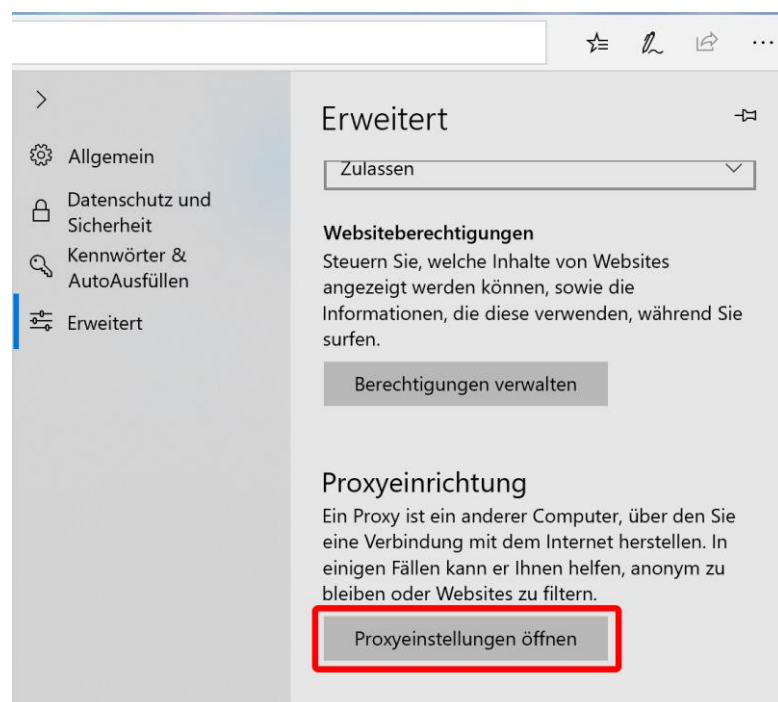 Allgemein
Datenschutz und
Sicherheit
Kennwörter &
AutoAusfüllen
Erweitert
Erweitert
Zulassen
Websiteberechtigungen
Steuern Sie, welche Inhalte von Websites
angezeigt werden können, sowie die
Informationen, die diese verwenden, während Sie
surfen.
Berechtigungen verwalten
Proxyeinrichtung
Ein Proxy ist ein anderer Computer, über den Sie
eine Verbindung mit dem Internet herstellen. In
einigen Fällen kann er Ihnen helfen, anonym zu
bleiben oder Websites zu filtern.
Proxyeinstellungen öffnen